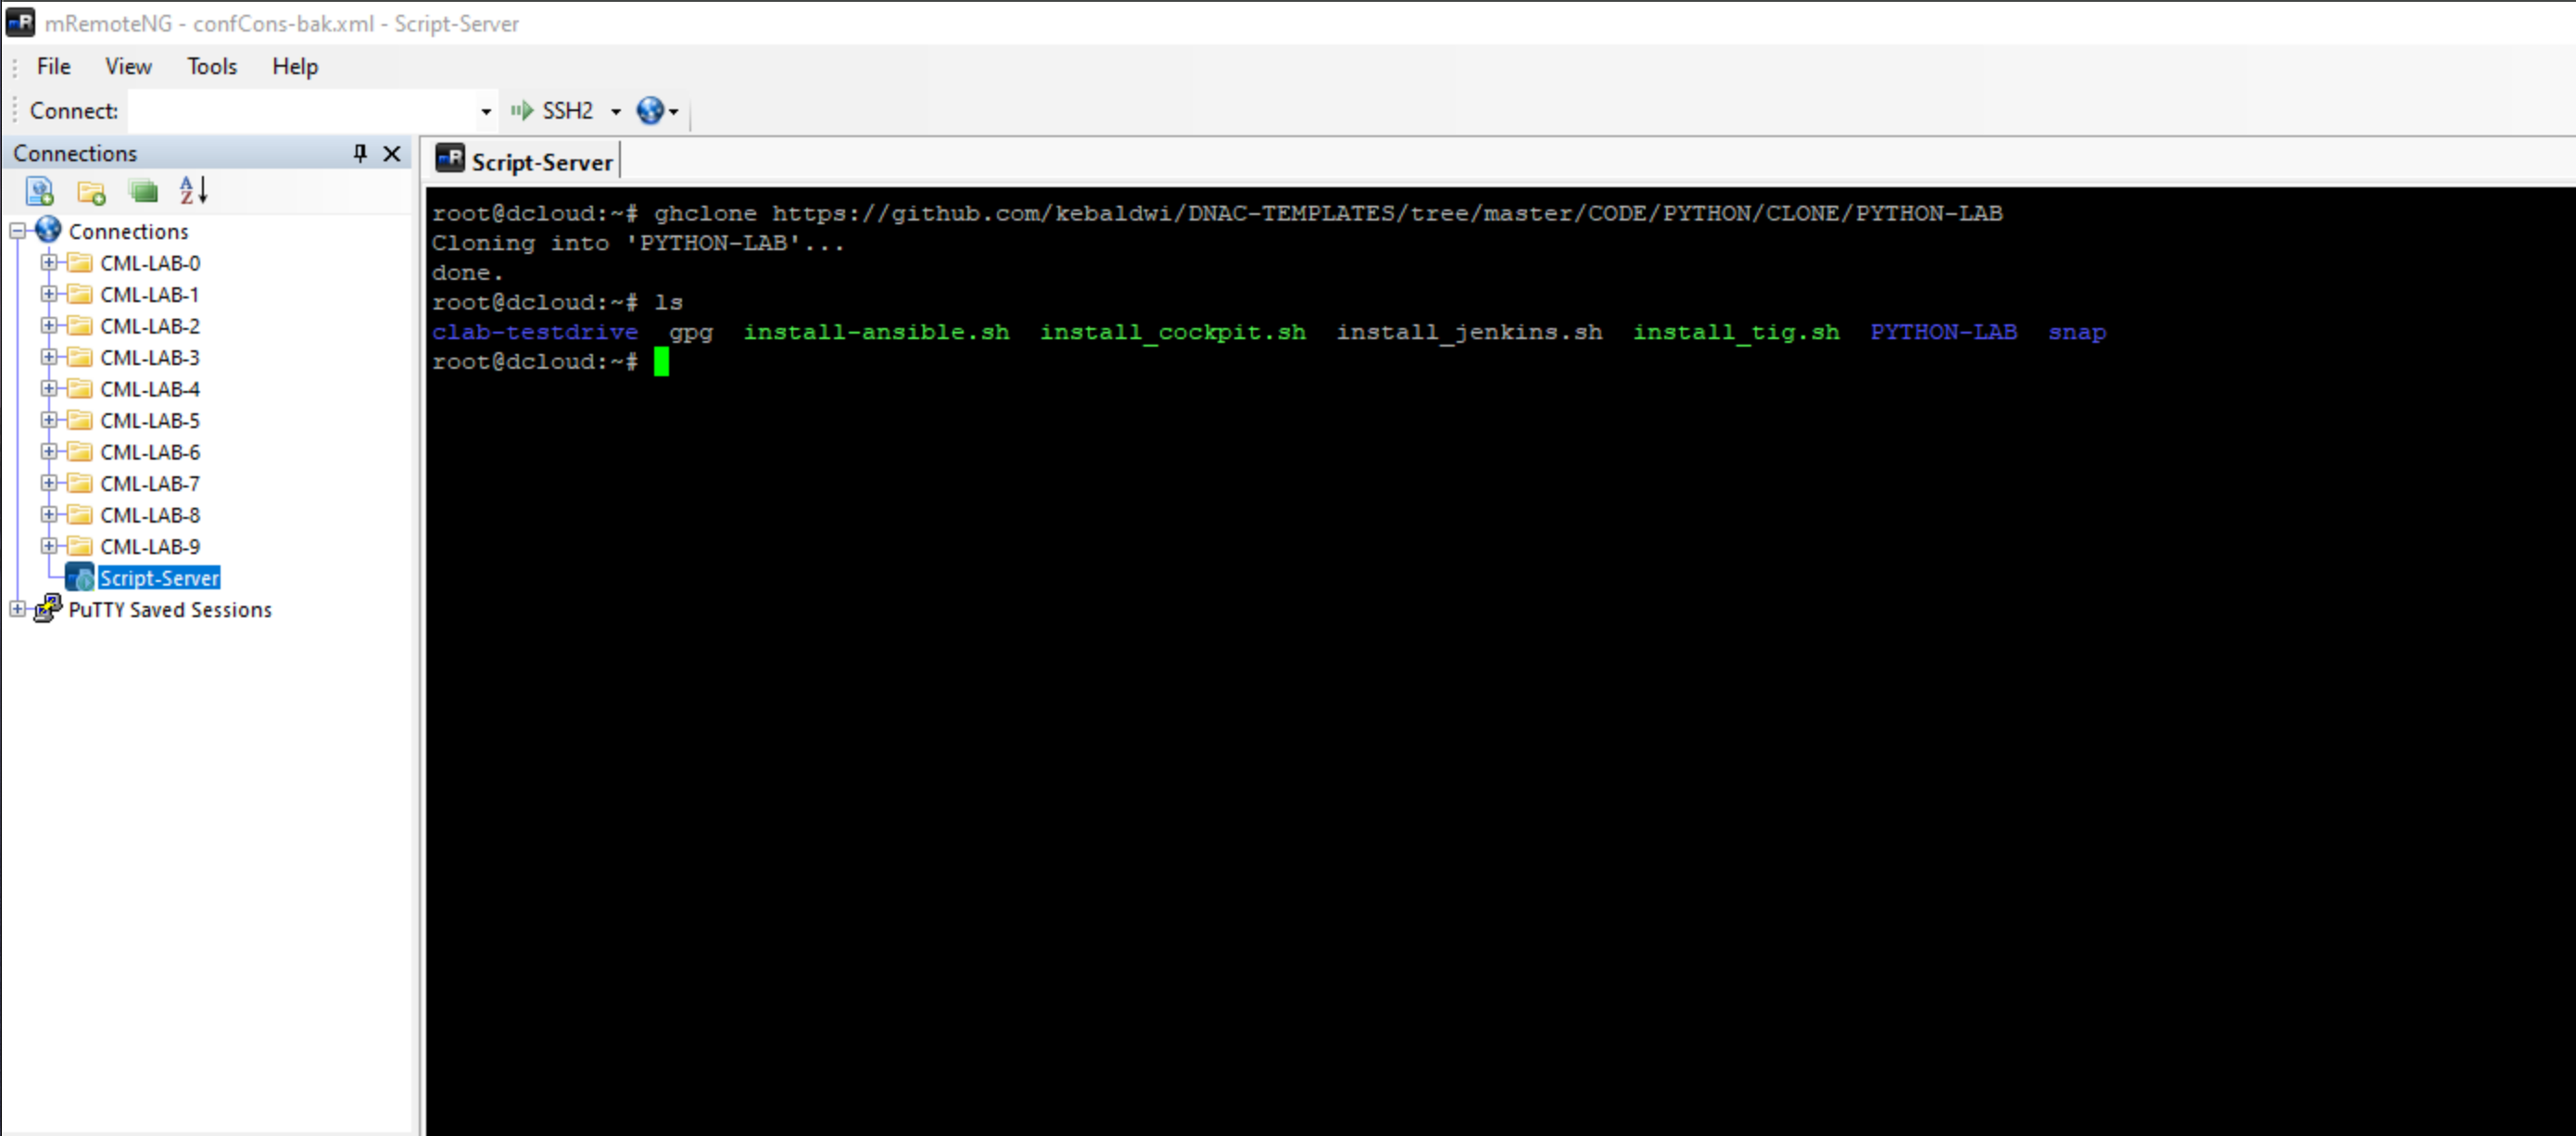 mRemoteNG - confCons-bak.xml - Script-Server
File View Tools Help
Connect: SSH2
Connections
Script-Server
Connections
CML-LAB-0
CML-LAB-1
CML-LAB-2
CML-LAB-3
CML-LAB-4
CML-LAB-5
CML-LAB-6
CML-LAB-7
CML-LAB-8
CML-LAB-9
Script-Server
PuTTY Saved Sessions
root@dcloud:~# ghclone https://github.com/kebaldwi/DNAC-TEMPLATES/tree/master/CODE/PYTHON/CLONE/PYTHON-LAB
Cloning into 'PYTHON-LAB'...
done.
root@dcloud:~# ls
clab-testdrive gpg install-ansible.sh install_cockpit.sh install_jenkins.sh install_tig.sh PYTHON-LAB snap
root@dcloud:~#